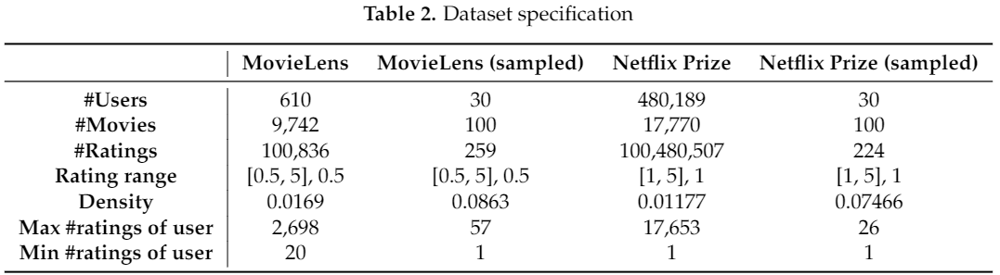 Table 2. Dataset specification
MovieLens MovieLens (sampled) Netflix Prize Netflix Prize (sampled)
#Users 610 30 480,189 30
#Movies 9,742 100 17,770 100
#Ratings 100,836 259 100,480,507 224
Rating range [0.5, 5], 0.5 [0.5, 5], 0.5 [1, 5], 1 [1, 5], 1
Density 0.0169 0.0863 0.01177 0.07466
Max #ratings of user 2,698 57 17,653 26
Min #ratings of user 20 1 1 1